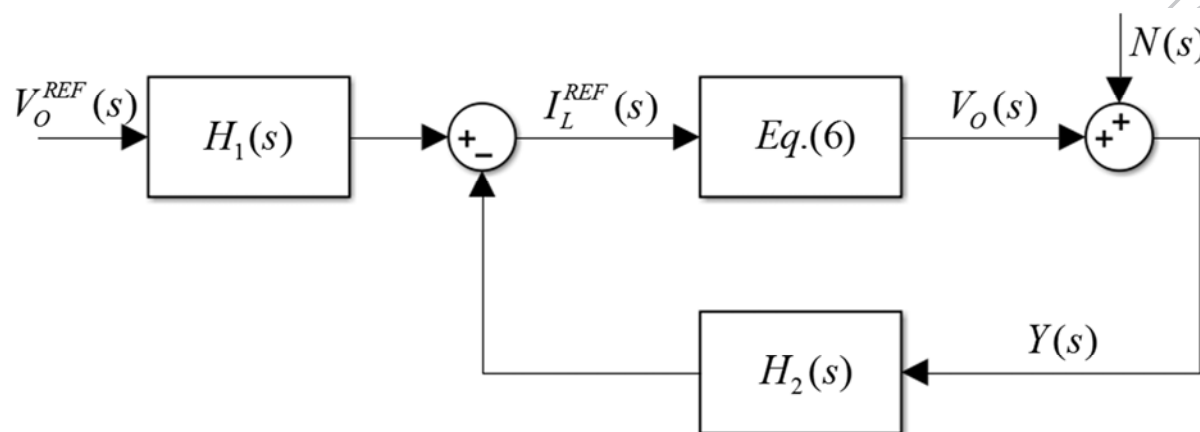 N(s)
V_O^{REF}(s)
H_1(s)
+
−
I_L^{REF}(s)
Eq.(6)
V_O(s)
+
+
Y(s)
H_2(s)